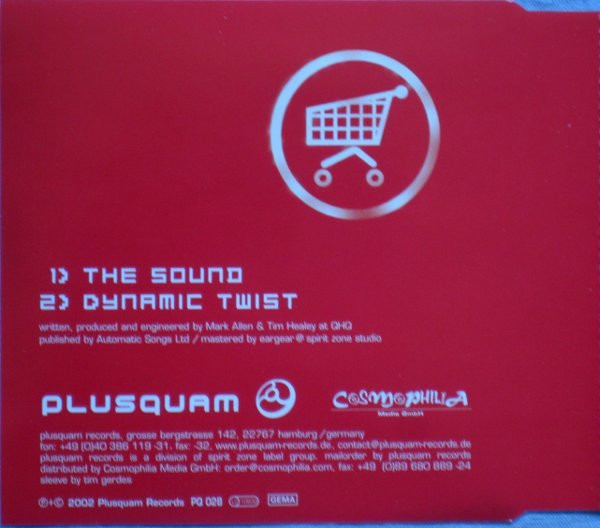 1) THE SOUND
2) DYNAMIC TWIST
written, produced and engineered by Mark Allen & Tim Healey at QHQ
published by Automatic Songs Ltd / mastered by eargear @ spirit zone studio
plusquam
COSMOPHILIA
Media GmbH
plusquam records, grosse bergstrasse 142, 22767 hamburg /germany
fon: +49 (0)40 386 119 -31, fax: -32, www.plusquam-records.de, contact@plusquam-records.de
plusquam records is a division of spirit zone label group. mailorder by plusquam records
distributed by Cosmophilia Media GmbH: order@cosmophilia.com, fax: +49 (0)89 680 889 -24
sleeve by tim gerdes
℗+© 2002 Plusquam Records PQ 028 GEMA